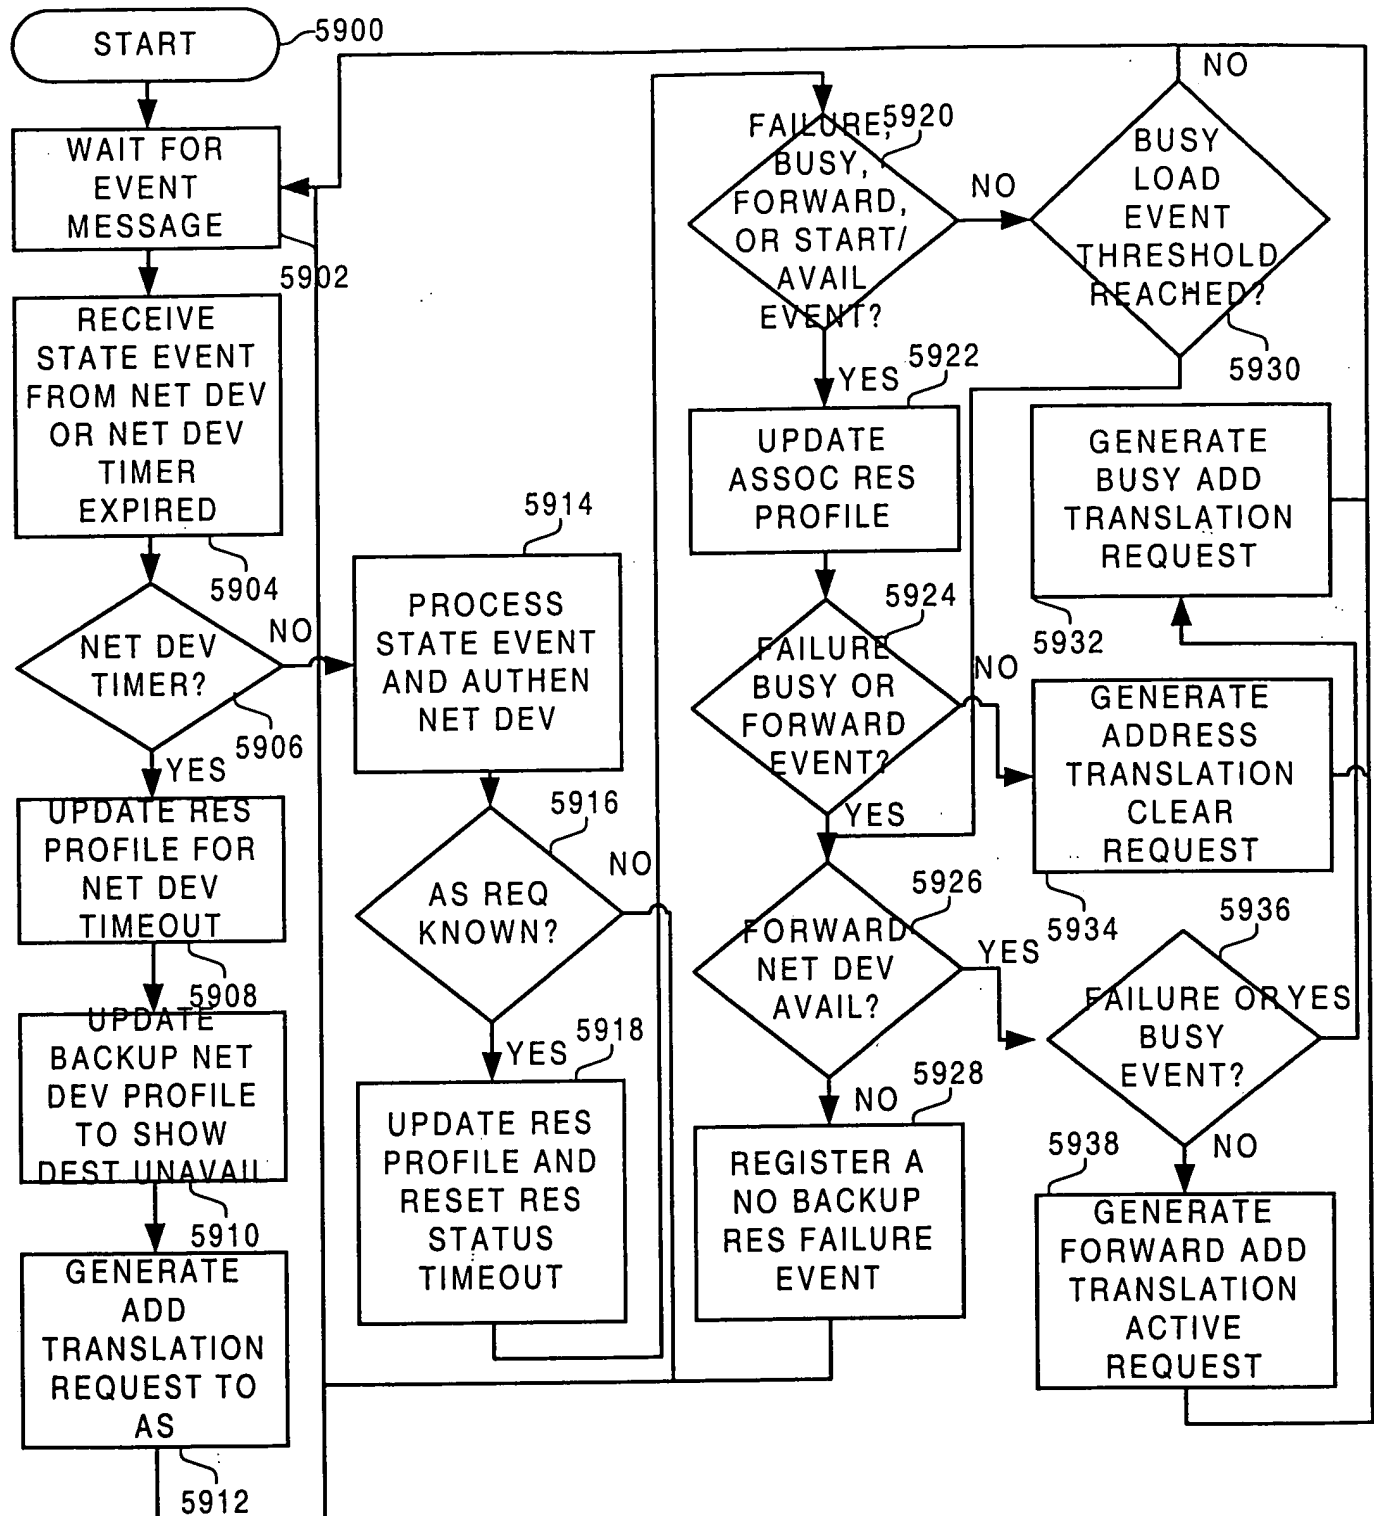 START
5900
WAIT FOR
EVENT
MESSAGE
5902
RECEIVE
STATE EVENT
FROM NET DEV
OR NET DEV
TIMER
EXPIRED
5904
NET DEV
TIMER?
NO
5906
YES
UPDATE RES
PROFILE FOR
NET DEV
TIMEOUT
5908
UPDATE
BACKUP NET
DEV PROFILE
TO SHOW
DEST UNAVAIL
5910
GENERATE
ADD
TRANSLATION
REQUEST TO
AS
5912
5914
PROCESS
STATE EVENT
AND AUTHEN
NET DEV
5916
AS REQ
KNOWN?
NO
YES
5918
UPDATE RES
PROFILE AND
RESET RES
STATUS
TIMEOUT
5920
FAILURE,
BUSY,
FORWARD,
OR START/
AVAIL
EVENT?
NO
YES
5922
UPDATE
ASSOC RES
PROFILE
5924
FAILURE
BUSY OR
FORWARD
EVENT?
NO
YES
5926
FORWARD
NET DEV
AVAIL?
YES
NO
5928
REGISTER A
NO BACKUP
RES FAILURE
EVENT
NO
BUSY
LOAD
EVENT
THRESHOLD
REACHED?
5930
GENERATE
BUSY ADD
TRANSLATION
REQUEST
5932
GENERATE
ADDRESS
TRANSLATION
CLEAR
REQUEST
5934
5936
FAILURE OR
BUSY
EVENT?
YES
NO
5938
GENERATE
FORWARD ADD
TRANSLATION
ACTIVE
REQUEST